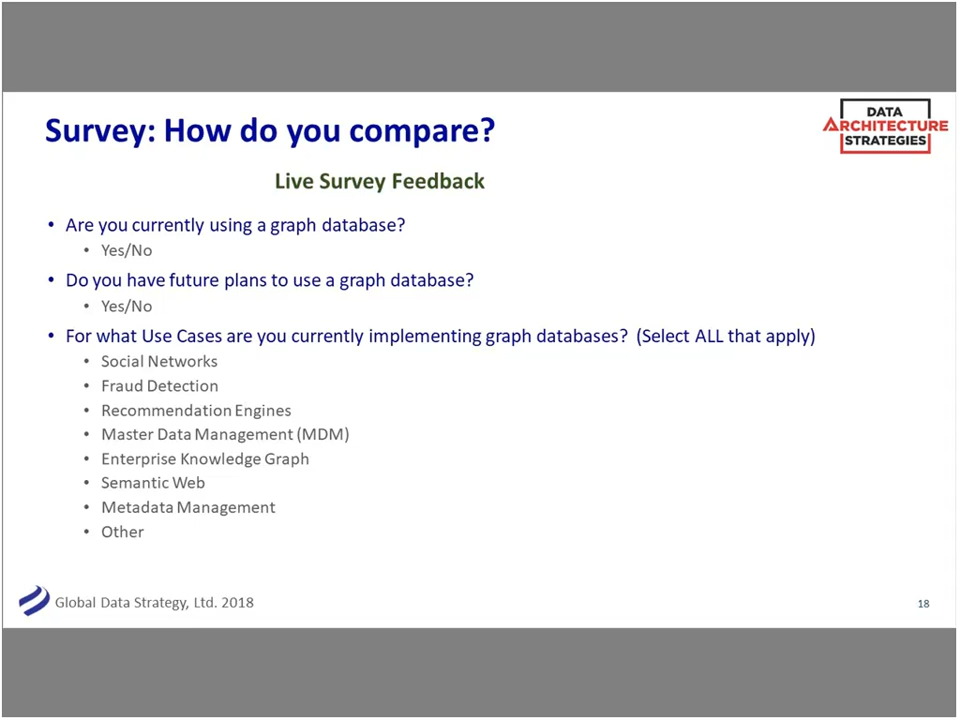 Survey: How do you compare?
DATA
ARCHITECTURE
STRATEGIES
Live Survey Feedback
• Are you currently using a graph database?
• Yes/No
• Do you have future plans to use a graph database?
• Yes/No
• For what Use Cases are you currently implementing graph databases? (Select ALL that apply)
• Social Networks
• Fraud Detection
• Recommendation Engines
• Master Data Management (MDM)
• Enterprise Knowledge Graph
• Semantic Web
• Metadata Management
• Other
Global Data Strategy, Ltd. 2018
18